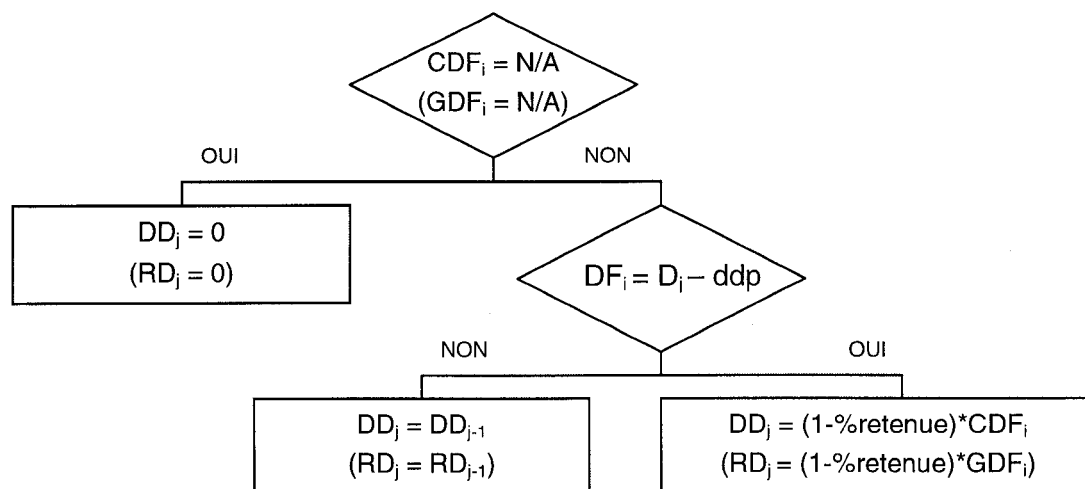 CDFᵢ = N/A
(GDFᵢ = N/A)
OUI
NON
DDⱼ = 0
(RDⱼ = 0)
DFᵢ = Dᵢ – ddp
NON
OUI
DDⱼ = DDⱼ₋₁
(RDⱼ = RDⱼ₋₁)
DDⱼ = (1-%retenue)*CDFᵢ
(RDⱼ = (1-%retenue)*GDFᵢ)